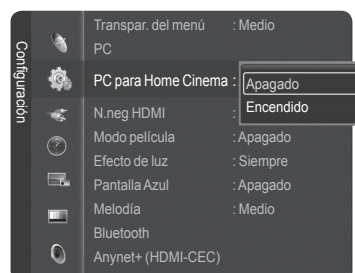 Configuración
Transpar. del menú : Medio
PC
PC para Home Cinema : Apagado
Encendido
N.neg HDMI :
Modo película : Apagado
Efecto de luz : Siempre
Pantalla Azul : Apagado
Melodía : Medio
Bluetooth
Anynet+ (HDMI-CEC)